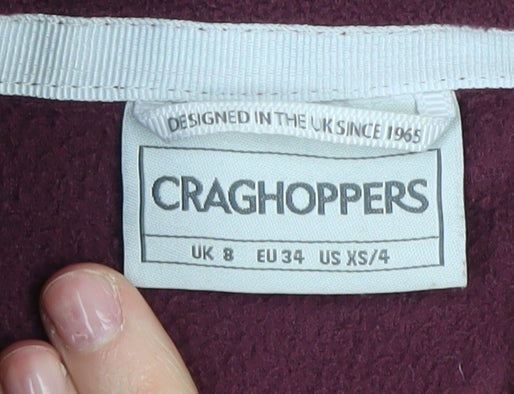 DESIGNED IN THE UK SINCE 1965
CRAGHOPPERS
UK 8 EU 34 US XS/4